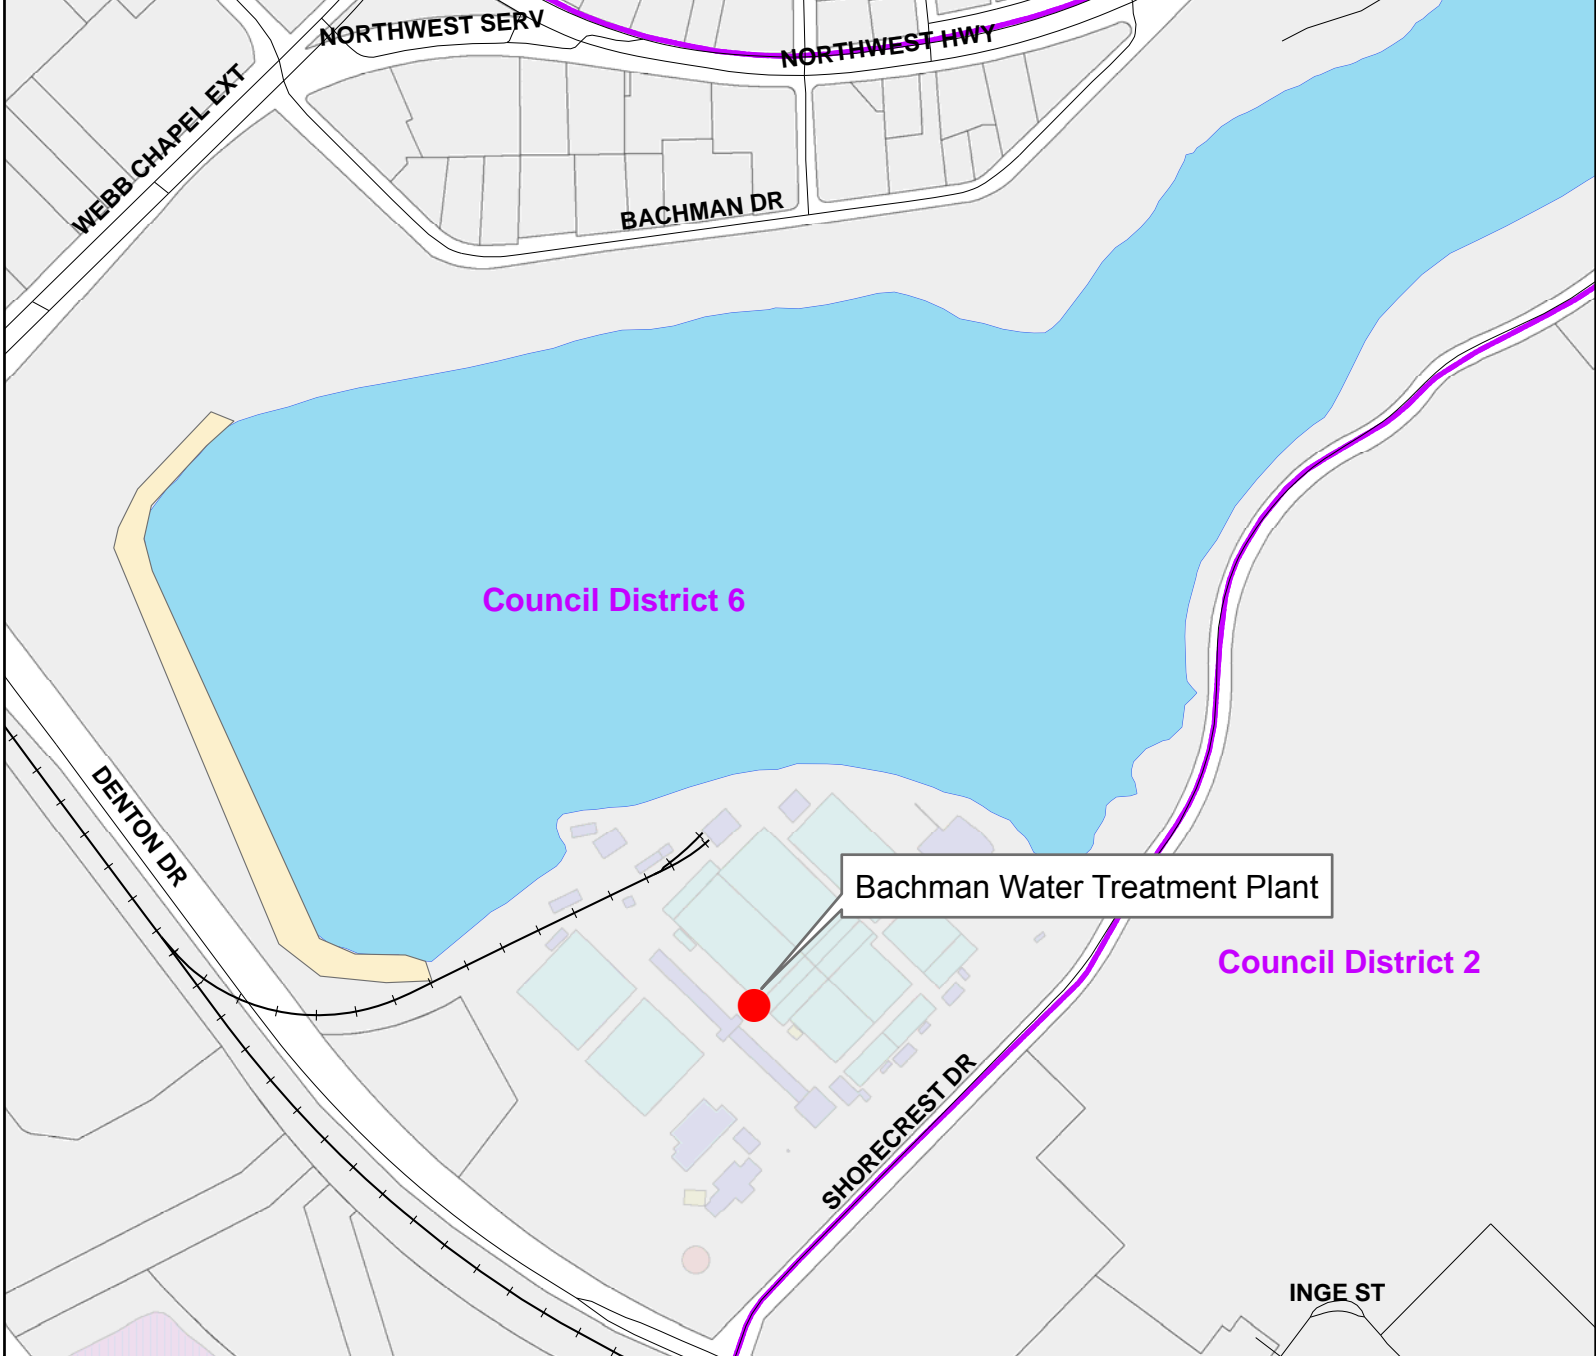 NORTHWEST SERV
NORTHWEST HWY
WEBB CHAPEL EXT
BACHMAN DR
Council District 6
DENTON DR
Bachman Water Treatment Plant
Council District 2
SHORECREST DR
INGE ST